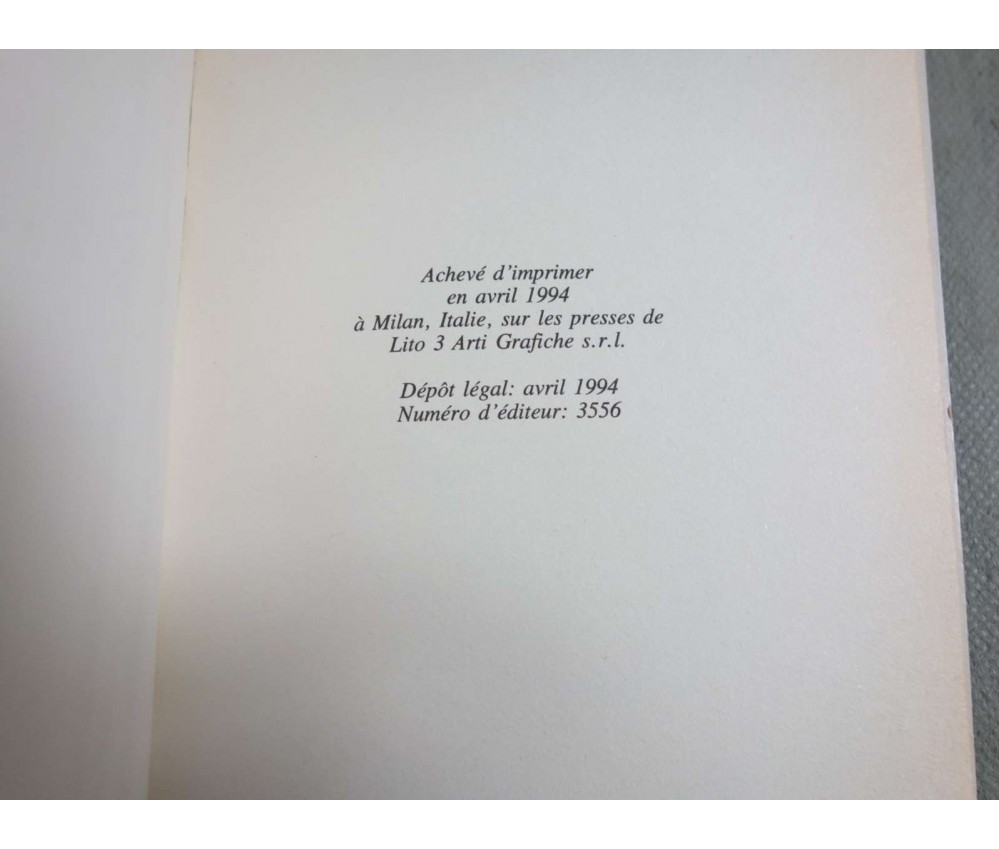 Achevé d'imprimer
en avril 1994
à Milan, Italie, sur les presses de
Lito 3 Arti Grafiche s.r.l.
Dépôt légal: avril 1994
Numéro d'éditeur: 3556